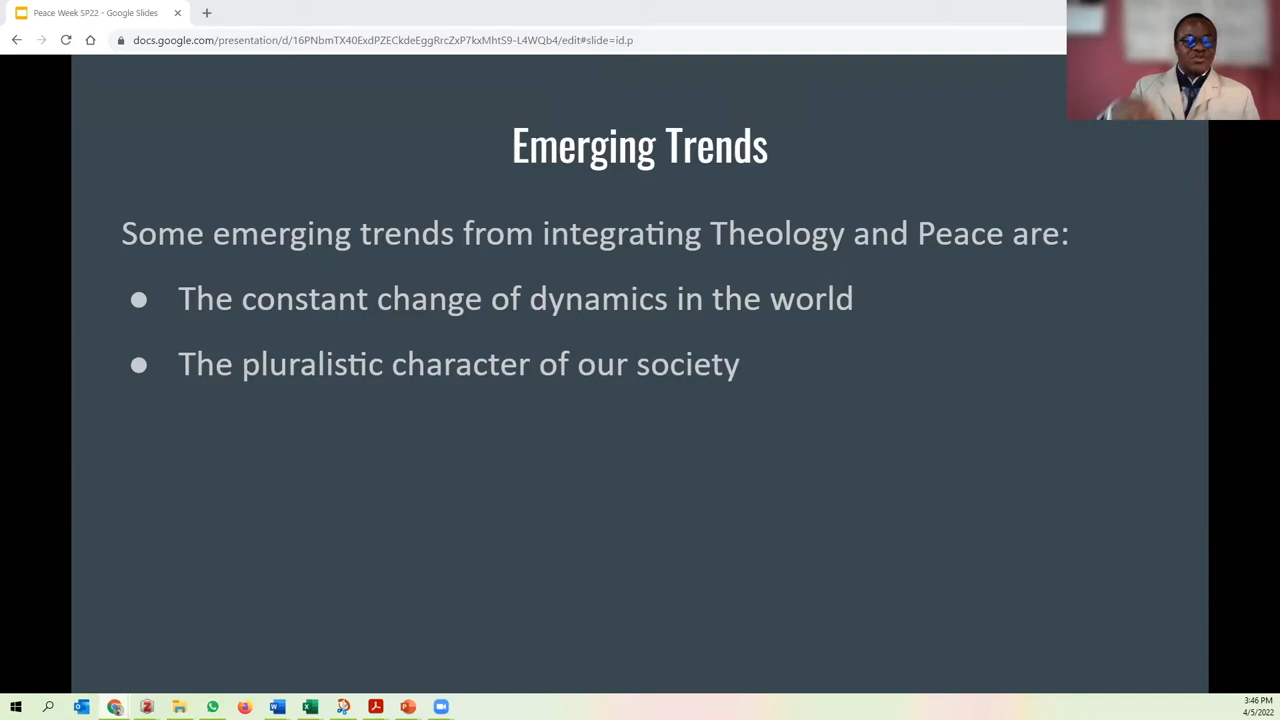 Peace Week SP22 - Google Slides
docs.google.com/presentation/d/16PNbmTX40ExdPZECkdeEggRrcZxP7kxMhtS9-L4WQb4/edit#slide=id.p
Emerging Trends
Some emerging trends from integrating Theology and Peace are:
● The constant change of dynamics in the world
● The pluralistic character of our society
3:46 PM
4/5/2022